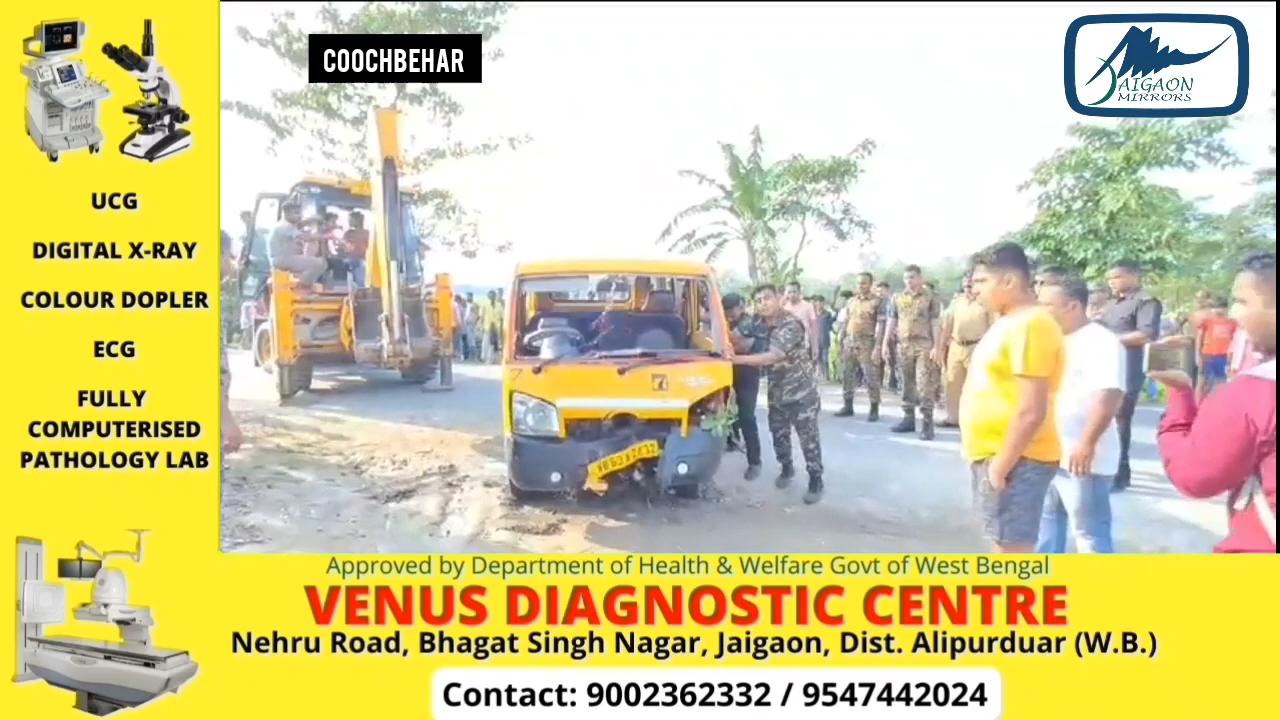 COOCHBEHAR
JAIGAON
MIRRORS
UCG
DIGITAL X-RAY
COLOUR DOPLER
ECG
FULLY
COMPUTERISED
PATHOLOGY LAB
Approved by Department of Health & Welfare Govt of West Bengal
VENUS DIAGNOSTIC CENTRE
Nehru Road, Bhagat Singh Nagar, Jaigaon, Dist. Alipurduar (W.B.)
Contact: 9002362332 / 9547442024